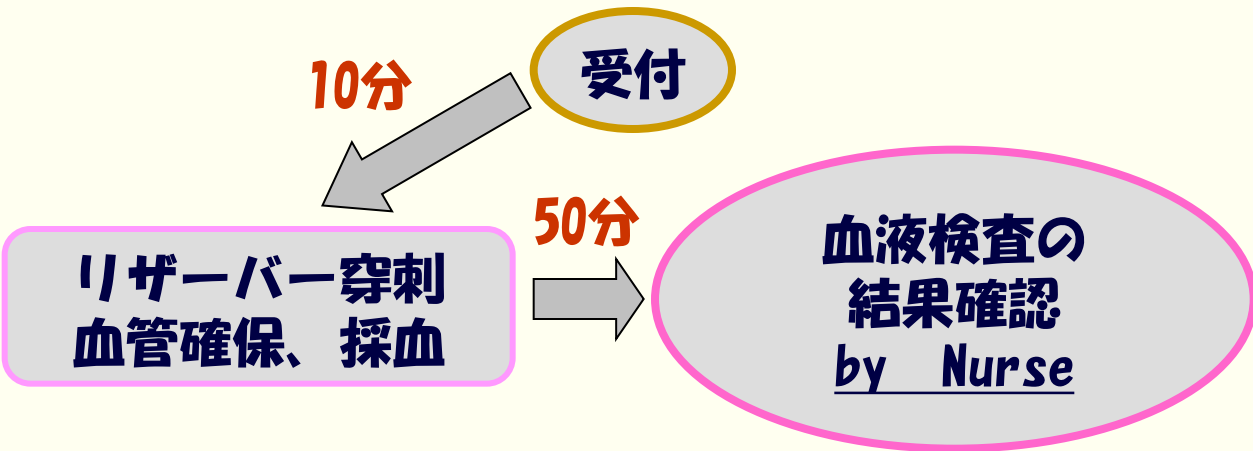 受付
10分
リザーバー穿刺
血管確保、採血
50分
血液検査の
結果確認
by Nurse